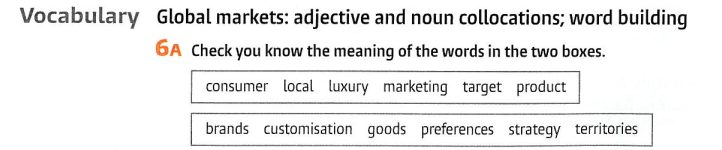 Vocabulary Global markets: adjective and noun collocations; word building
6A Check you know the meaning of the words in the two boxes.
consumer local luxury marketing target product
brands customisation goods preferences strategy territories